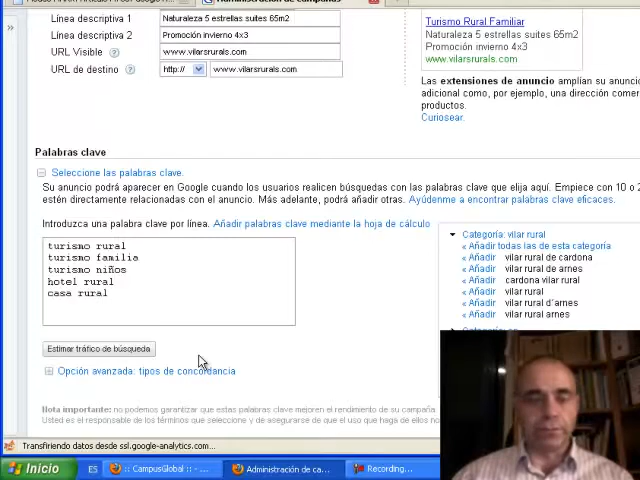 Administración de campañas
Línea descriptiva 1
Naturaleza 5 estrellas suites 65m2
Línea descriptiva 2
Promoción invierno 4x3
URL Visible
www.vilarsrurals.com
URL de destino
http://
www.vilarsrurals.com
Turismo Rural Familiar
Naturaleza 5 estrellas suites 65m2
Promoción invierno 4x3
www.vilarsrurals.com
Las extensiones de anuncio amplían su anuncio
adicional como, por ejemplo, una dirección comer
productos.
Curiosear.
Palabras clave
Seleccione las palabras clave.
Su anuncio podrá aparecer en Google cuando los usuarios realicen búsquedas con las palabras clave que elija aquí. Empiece con 10 o 2
estén directamente relacionadas con el anuncio. Más adelante, podrá añadir otras. Ayúdenme a encontrar palabras clave eficaces.
Introduzca una palabra clave por línea. Añadir palabras clave mediante la hoja de cálculo
turismo rural
turismo familia
turismo niños
hotel rural
casa rural
Categoría: vilar rural
« Añadir todas las de esta categoría
« Añadir vilar rural de cardona
« Añadir vilar rural de arnes
« Añadir cardona vilar rural
« Añadir vilar rural
« Añadir vilar rural d´arnes
« Añadir vilar rural arnes
Estimar tráfico de búsqueda
Opción avanzada: tipos de concordancia
Nota importante: no podemos garantizar que estas palabras clave mejoren el rendimiento de su campaña
Usted es el responsable de los términos que seleccione y de asegurarse de que el uso que haga de ellos no
Transfiriendo datos desde ssl.google-analytics.com...
Inicio
ES
:: CampusGlobal :: - ...
Administración de ca...
Recording...